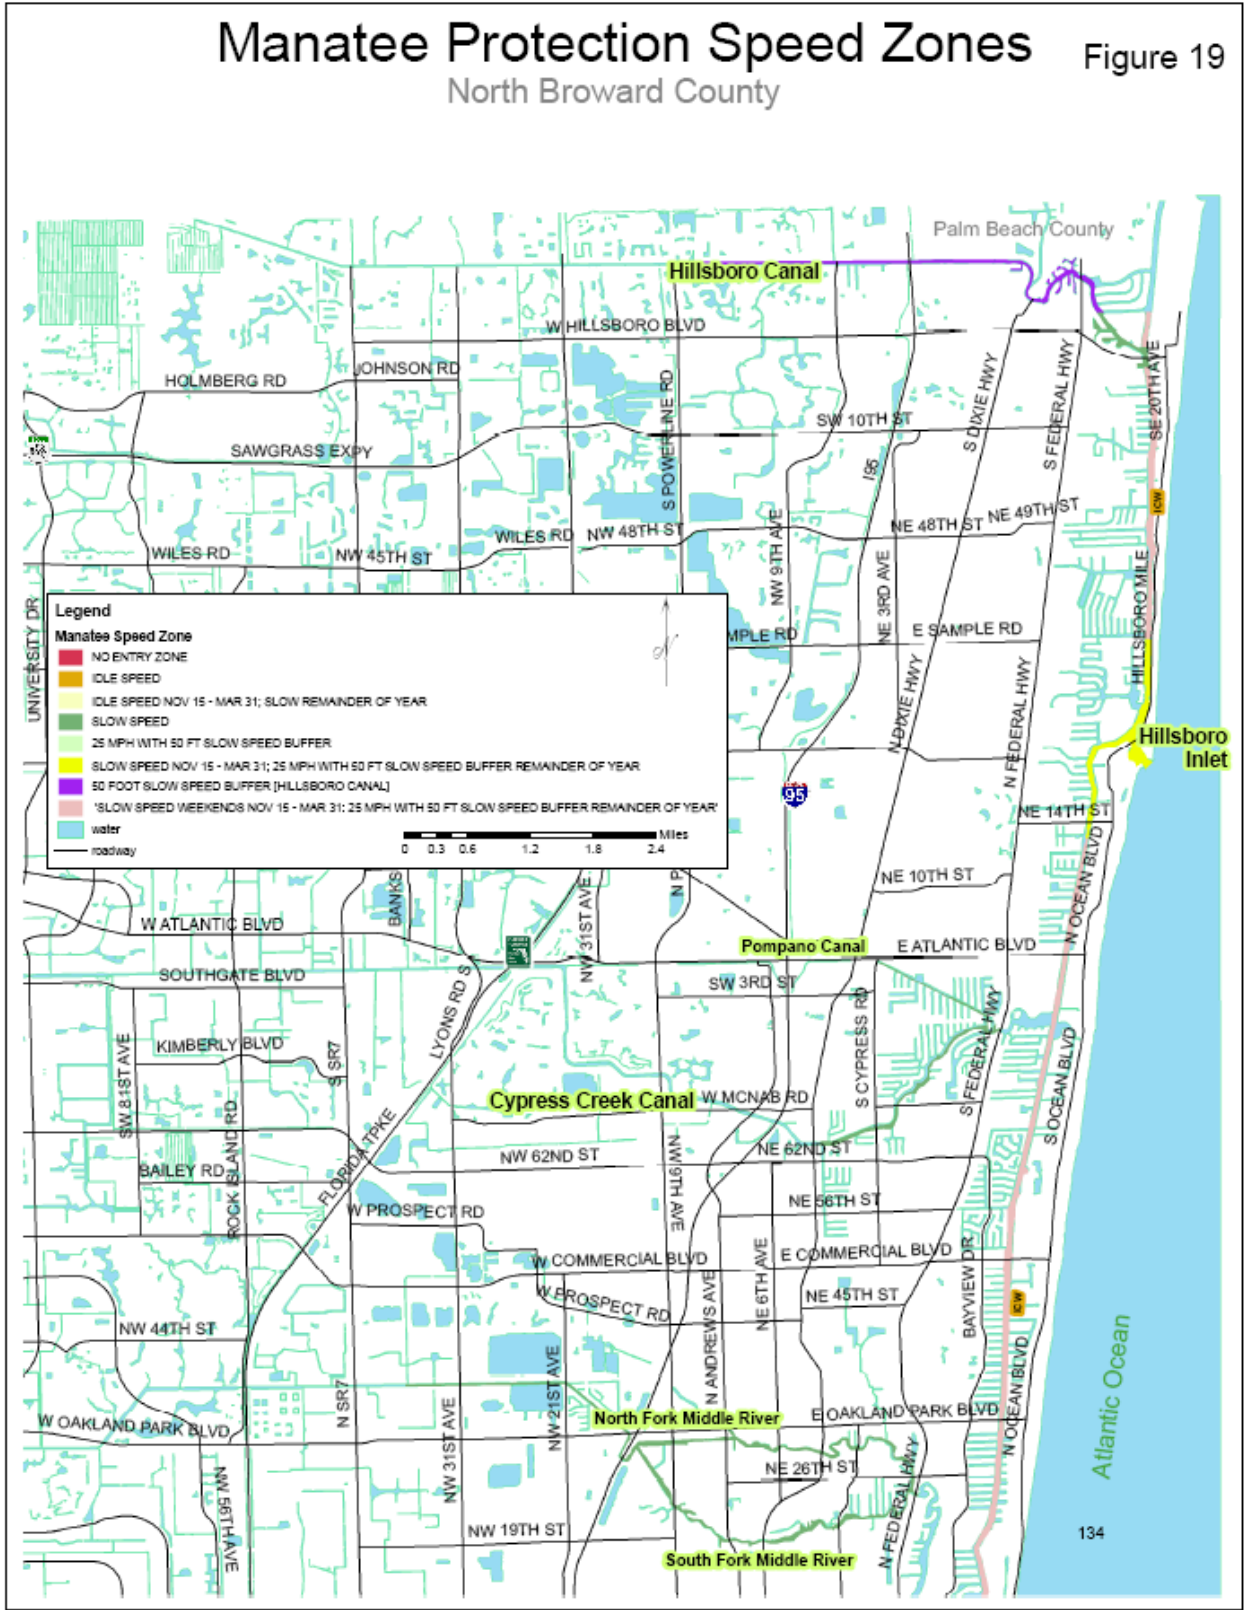 Manatee Protection Speed Zones
Figure 19
North Broward County
Palm Beach County
Hillsboro Canal
W HILLSBORO BLVD
JOHNSON RD
HOLMBERG RD
SE 20TH AVE
S DIXIE HWY
S FEDERAL HWY
S POWERLINE RD
SW 10TH ST
SAWGRASS EXPY
I95
ICW
NE 49TH ST
NE 48TH ST
WILES RD
NW 48TH ST
WILES RD
NW 45TH ST
NW 9TH AVE
NE 3RD AVE
HILLSBORO MILE
UNIVERSITY DR
Legend
Manatee Speed Zone
NO ENTRY ZONE
IDLE SPEED
IDLE SPEED NOV 15 - MAR 31; SLOW REMAINDER OF YEAR
SLOW SPEED
25 MPH WITH 50 FT SLOW SPEED BUFFER
SLOW SPEED NOV 15 - MAR 31; 25 MPH WITH 50 FT SLOW SPEED BUFFER REMAINDER OF YEAR
50 FOOT SLOW SPEED BUFFER [HILLSBORO CANAL]
'SLOW SPEED WEEKENDS NOV 15 - MAR 31; 25 MPH WITH 50 FT SLOW SPEED BUFFER REMAINDER OF YEAR'
water
roadway
Miles
0 0.3 0.6 1.2 1.8 2.4
N
MPLE RD
E SAMPLE RD
N DIXIE HWY
N FEDERAL HWY
Hillsboro
Inlet
95
NE 14TH ST
N OCEAN BLVD
NE 10TH ST
BANKS
N P
NW 31ST AVE
W ATLANTIC BLVD
Pompano Canal
E ATLANTIC BLVD
SOUTHGATE BLVD
SW 3RD ST
LYONS RD S
S CYPRESS RD
S FEDERAL HWY
S OCEAN BLVD
KIMBERLY BLVD
SW 81ST AVE
S SR7
Cypress Creek Canal
W MCNAB RD
ROCK ISLAND RD
FLORIDA TPKE
NE 62ND ST
NW 62ND ST
BAILEY RD
NW 9TH AVE
NE 56TH ST
W PROSPECT RD
W COMMERCIAL BLVD
E COMMERCIAL BLVD
BAYVIEW DR
NE 6TH AVE
N ANDREWS AVE
W PROSPECT RD
NE 45TH ST
ICW
NW 44TH ST
NW 21ST AVE
N OCEAN BLVD
Atlantic Ocean
N SR7
NW 31ST AVE
W OAKLAND PARK BLVD
North Fork Middle River
E OAKLAND PARK BLVD
NE 26TH ST
NW 56TH AVE
N FEDERAL HWY
NW 19TH ST
South Fork Middle River
134